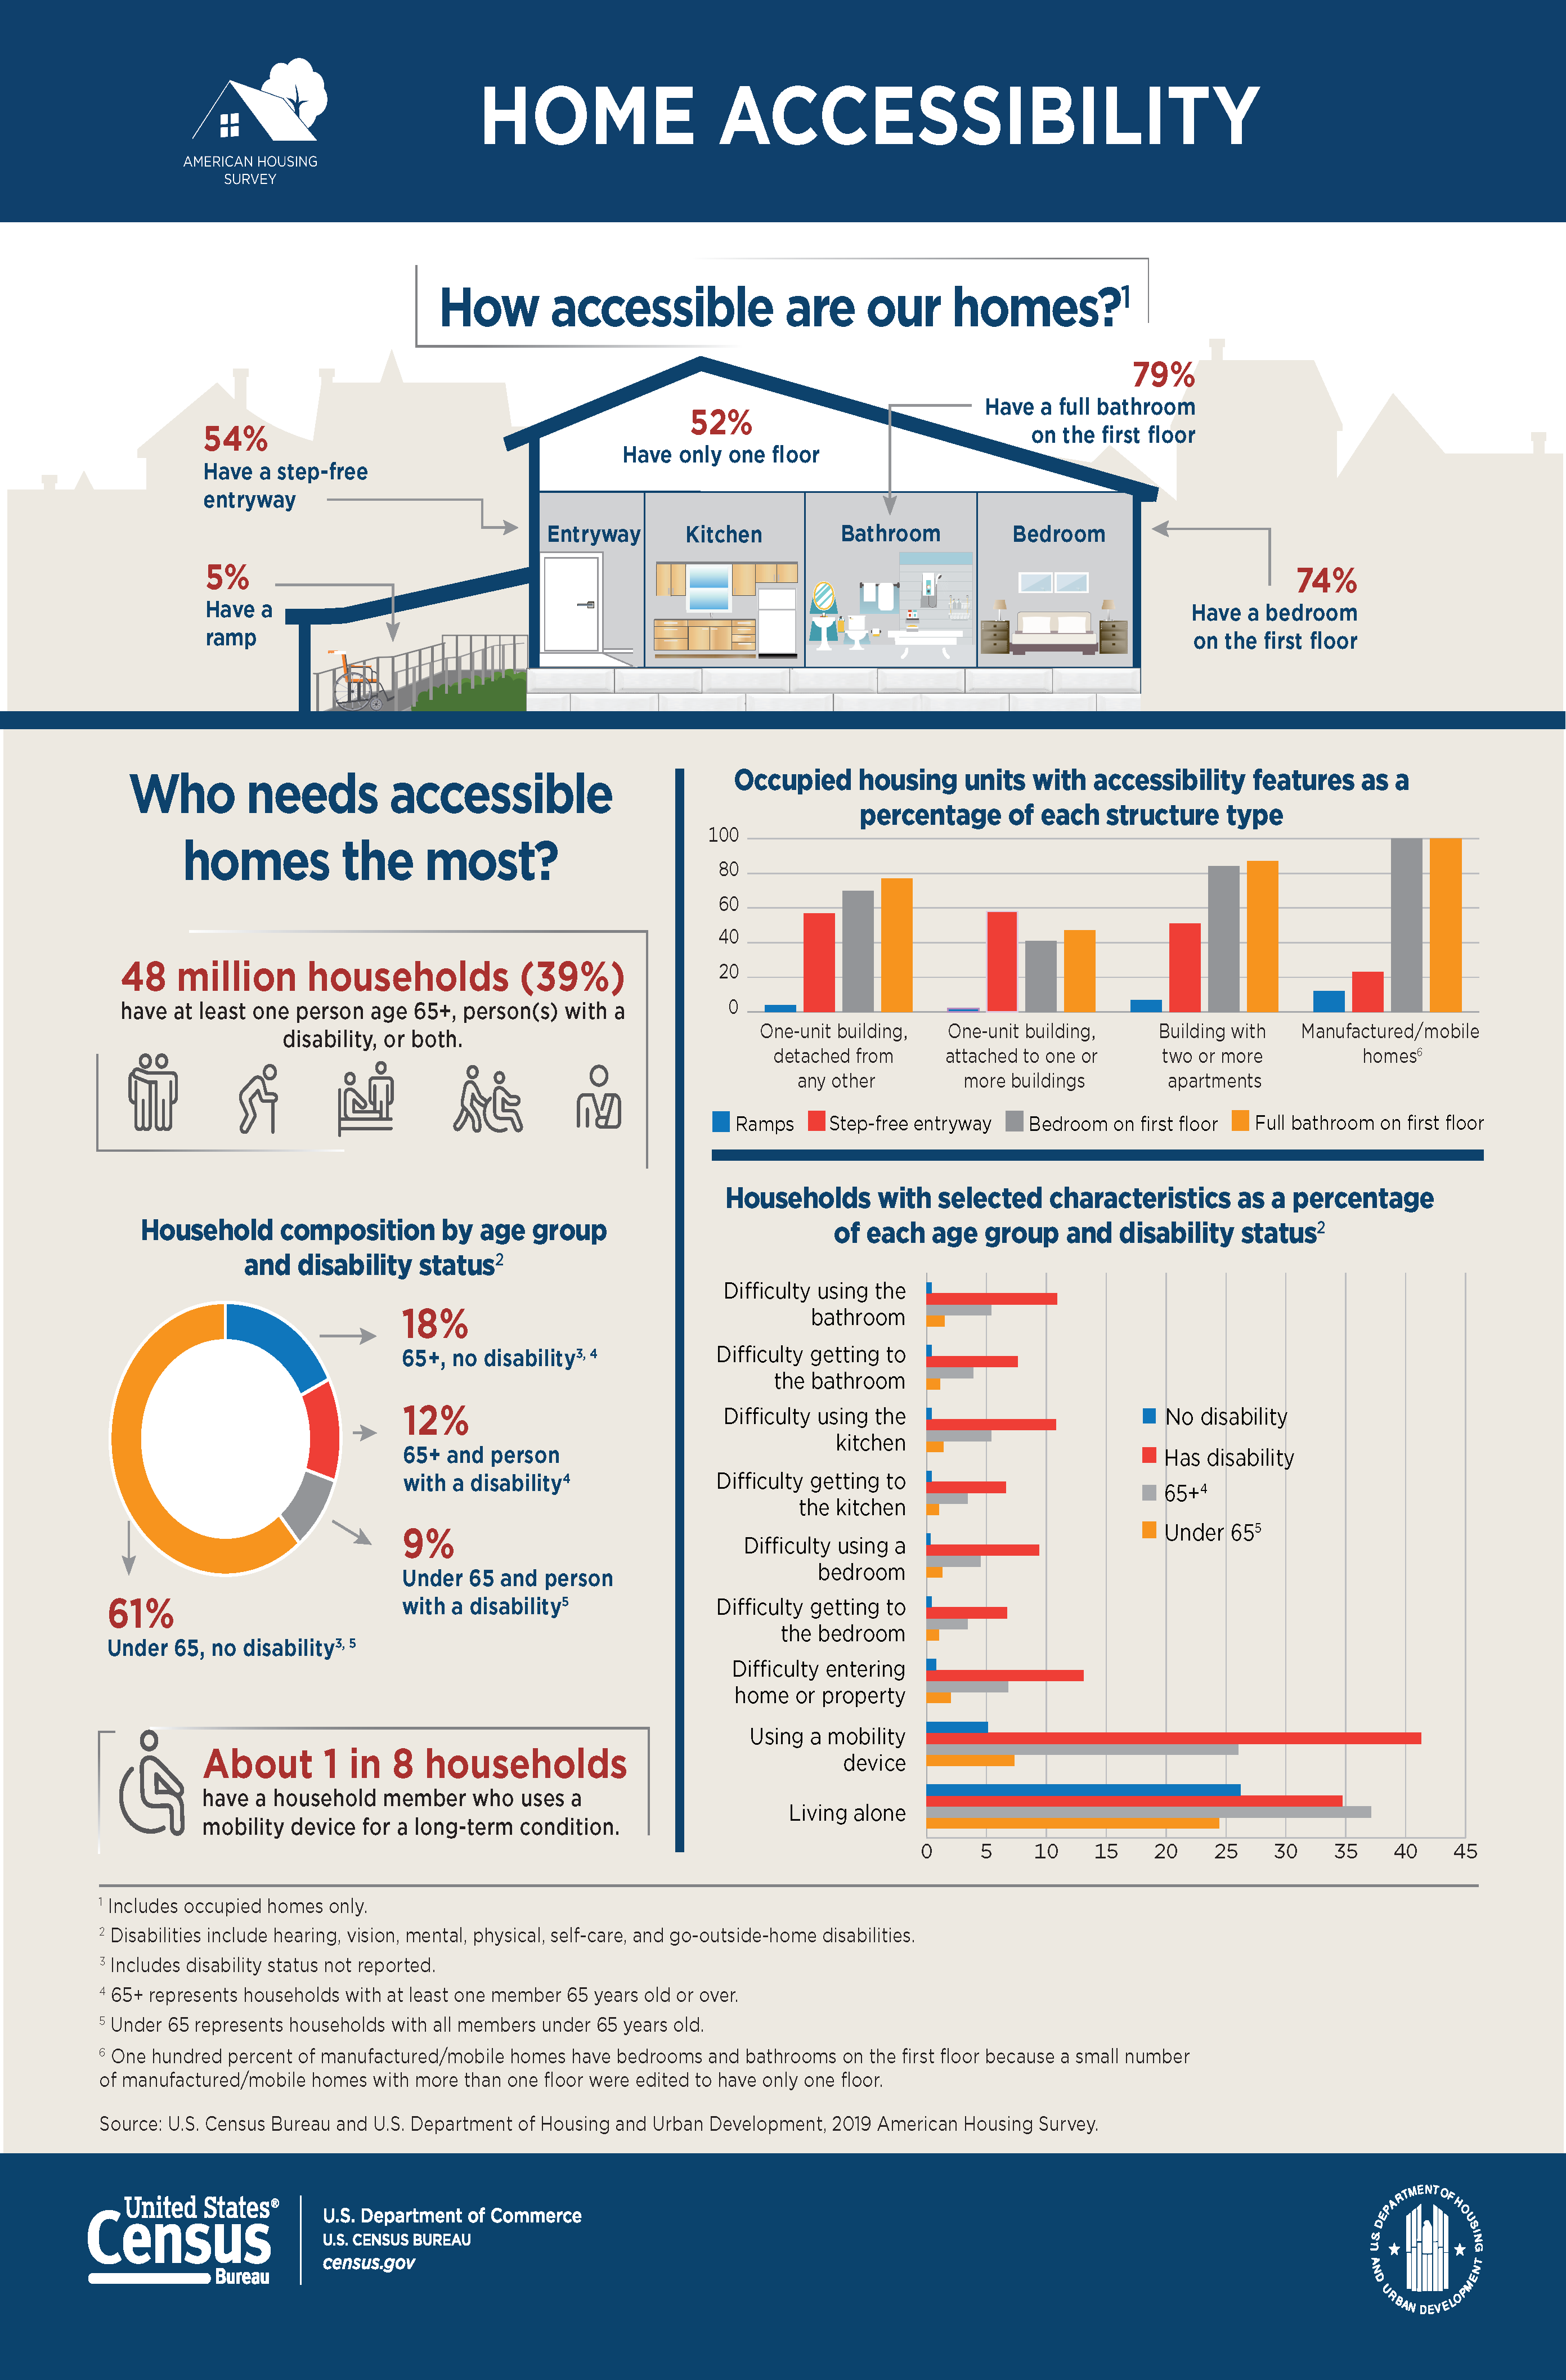 AMERICAN HOUSING
SURVEY
HOME ACCESSIBILITY
How accessible are our homes?¹
54%
Have a step-free
entryway
5%
Have a
ramp
52%
Have only one floor
79%
Have a full bathroom
on the first floor
74%
Have a bedroom
on the first floor
Entryway
Kitchen
Bathroom
Bedroom
Who needs accessible
homes the most?
48 million households (39%)
have at least one person age 65+, person(s) with a
disability, or both.
Household composition by age group
and disability status²
18%
65+, no disability³, ⁴
12%
65+ and person
with a disability⁴
9%
Under 65 and person
with a disability⁵
61%
Under 65, no disability³, ⁵
About 1 in 8 households
have a household member who uses a
mobility device for a long-term condition.
Occupied housing units with accessibility features as a
percentage of each structure type
100
80
60
40
20
0
One-unit building,
detached from
any other
One-unit building,
attached to one or
more buildings
Building with
two or more
apartments
Manufactured/mobile
homes⁶
Ramps
Step-free entryway
Bedroom on first floor
Full bathroom on first floor
Households with selected characteristics as a percentage
of each age group and disability status²
Difficulty using the
bathroom
Difficulty getting to
the bathroom
Difficulty using the
kitchen
Difficulty getting to
the kitchen
Difficulty using a
bedroom
Difficulty getting to
the bedroom
Difficulty entering
home or property
Using a mobility
device
Living alone
No disability
Has disability
65+⁴
Under 65⁵
0 5 10 15 20 25 30 35 40 45
¹ Includes occupied homes only.
² Disabilities include hearing, vision, mental, physical, self-care, and go-outside-home disabilities.
³ Includes disability status not reported.
⁴ 65+ represents households with at least one member 65 years old or over.
⁵ Under 65 represents households with all members under 65 years old.
⁶ One hundred percent of manufactured/mobile homes have bedrooms and bathrooms on the first floor because a small number
of manufactured/mobile homes with more than one floor were edited to have only one floor.
Source: U.S. Census Bureau and U.S. Department of Housing and Urban Development, 2019 American Housing Survey.
United States®
Census
Bureau
U.S. Department of Commerce
U.S. CENSUS BUREAU
census.gov
U.S. DEPARTMENT OF HOUSING
AND URBAN DEVELOPMENT